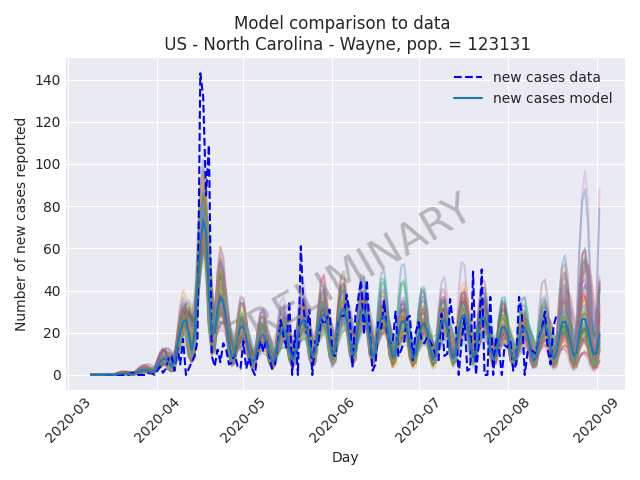 Model comparison to data
US - North Carolina - Wayne, pop. = 123131
new cases data
new cases model
PRELIMINARY
Number of new cases reported
140
120
100
80
60
40
20
0
2020-03
2020-04
2020-05
2020-06
2020-07
2020-08
2020-09
Day